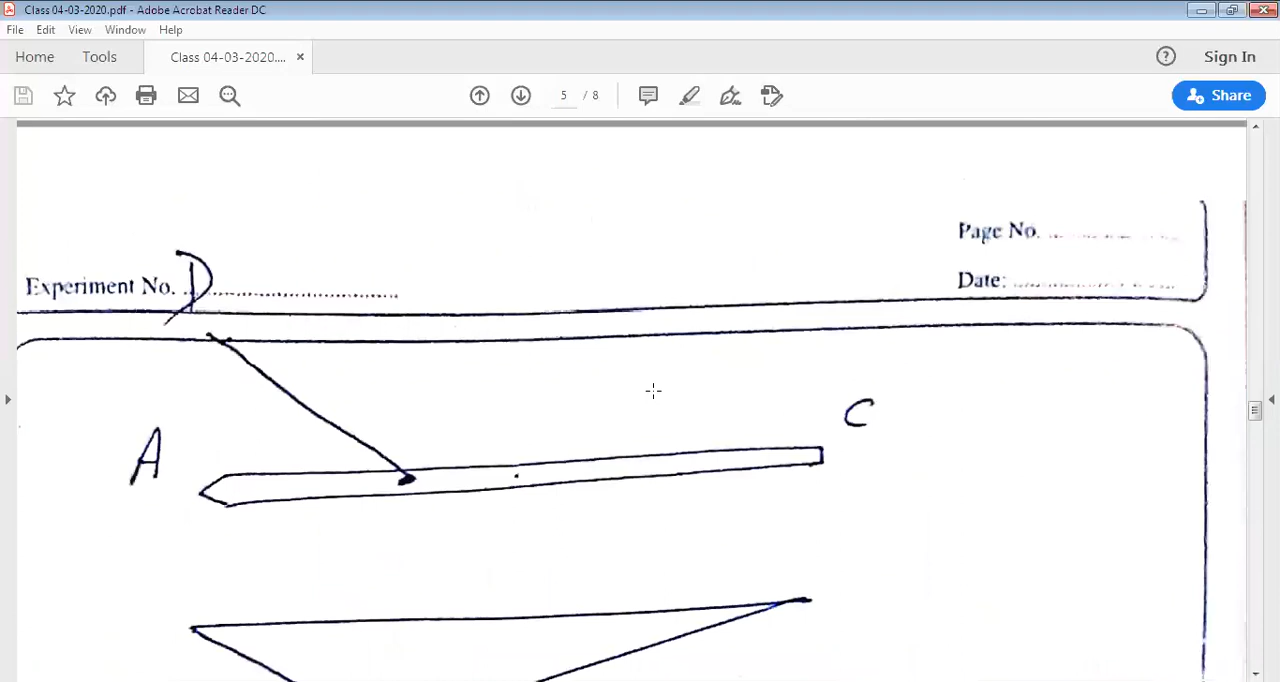 Class 04-03-2020.pdf - Adobe Acrobat Reader DC
File Edit View Window Help
Home Tools Class 04-03-2020.... ×
? Sign In
5 / 8
Share
Page No. ....................
Experiment No. .................... D
Date: ....................
C
A